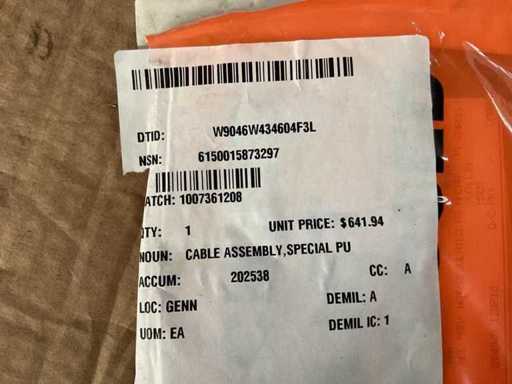 DTID: W9046W434604F3L
NSN: 6150015873297
ATCH: 1007361208
QTY: 1 UNIT PRICE: $641.94
NOUN: CABLE ASSEMBLY,SPECIAL PU
ACCUM: 202538 CC: A
LOC: GENN DEMIL: A
UOM: EA DEMIL IC: 1